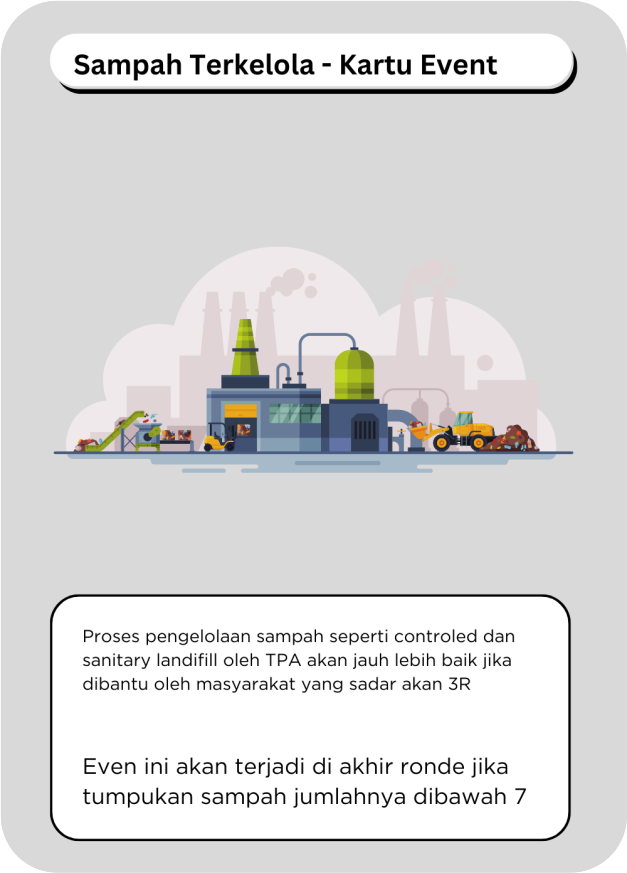 Sampah Terkelola - Kartu Event
Proses pengelolaan sampah seperti controled dan
sanitary landifill oleh TPA akan jauh lebih baik jika
dibantu oleh masyarakat yang sadar akan 3R
Even ini akan terjadi di akhir ronde jika
tumpukan sampah jumlahnya dibawah 7